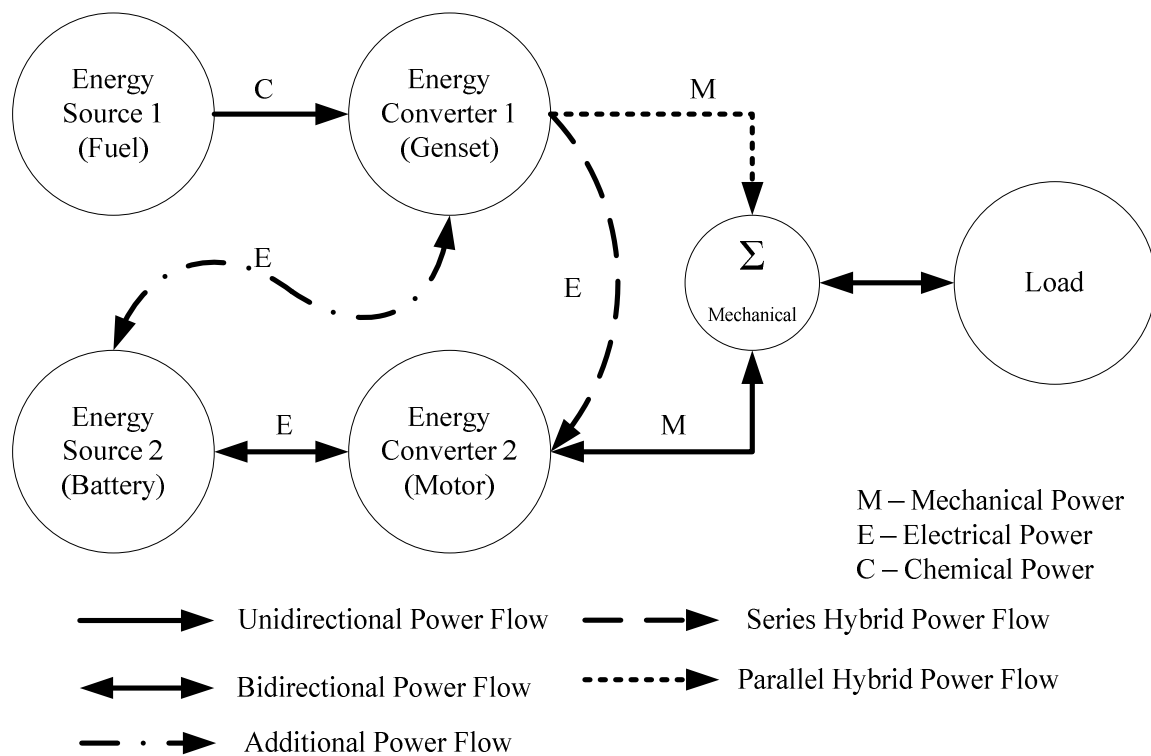 Energy
Source 1
(Fuel)
C
Energy
Converter 1
(Genset)
M
E
E
Σ
Mechanical
Load
Energy
Source 2
(Battery)
E
Energy
Converter 2
(Motor)
M
M – Mechanical Power
E – Electrical Power
C – Chemical Power
Unidirectional Power Flow
Series Hybrid Power Flow
Bidirectional Power Flow
Parallel Hybrid Power Flow
Additional Power Flow